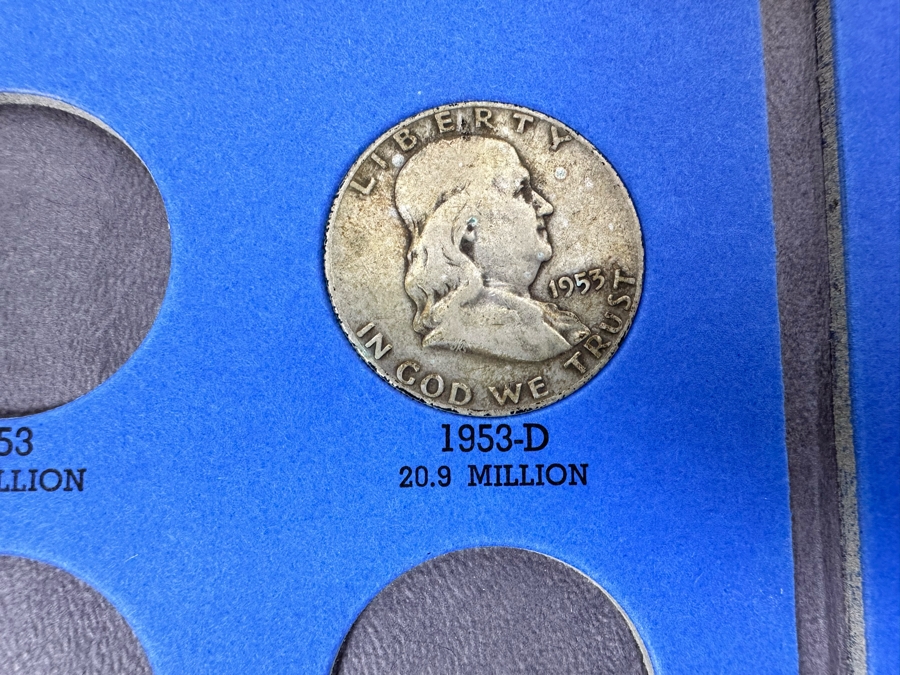 LIBERTY
1953
IN GOD WE TRUST
53
LLION
1953-D
20.9 MILLION